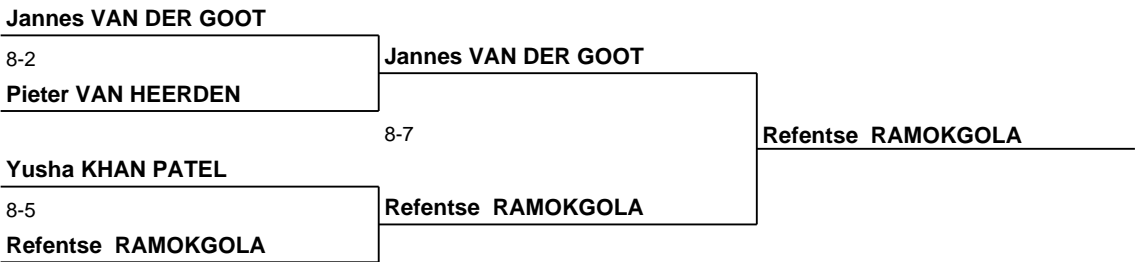 Jannes VAN DER GOOT
8-2
Jannes VAN DER GOOT
Pieter VAN HEERDEN
8-7
Refentse RAMOKGOLA
Yusha KHAN PATEL
8-5
Refentse RAMOKGOLA
Refentse RAMOKGOLA